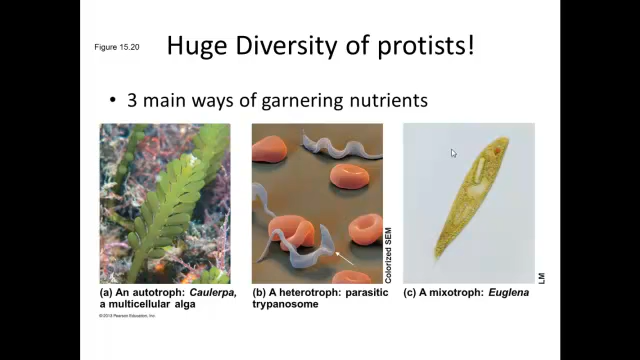 Figure 15.20
Huge Diversity of protists!
• 3 main ways of garnering nutrients
Colorized SEM
LM
(a) An autotroph: Caulerpa,
a multicellular alga
(b) A heterotroph: parasitic
trypanosome
(c) A mixotroph: Euglena
© 2013 Pearson Education, Inc.